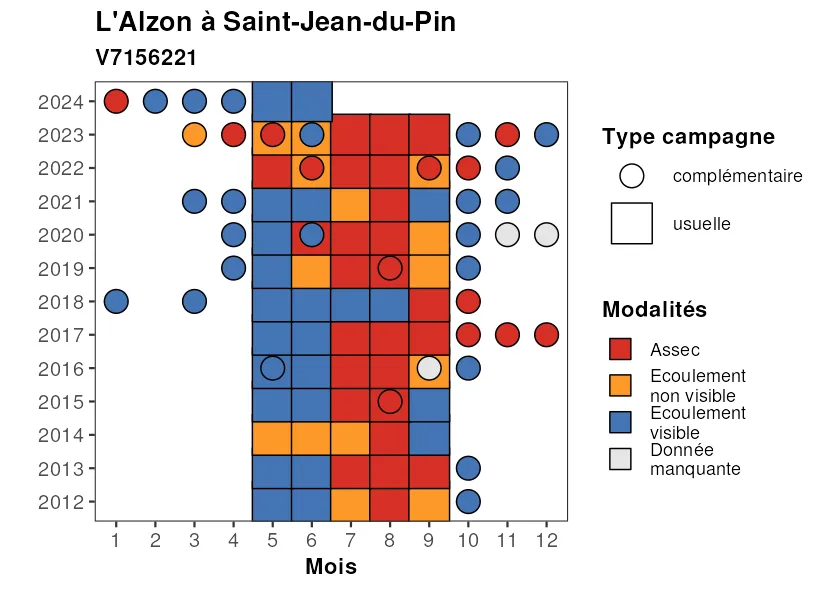 L'Alzon à Saint-Jean-du-Pin
V7156221
2024
2023
2022
2021
2020
2019
2018
2017
2016
2015
2014
2013
2012
1 2 3 4 5 6 7 8 9 10 11 12
Mois
Type campagne
complémentaire
usuelle
Modalités
Assec
Ecoulement
non visible
Ecoulement
visible
Donnée
manquante